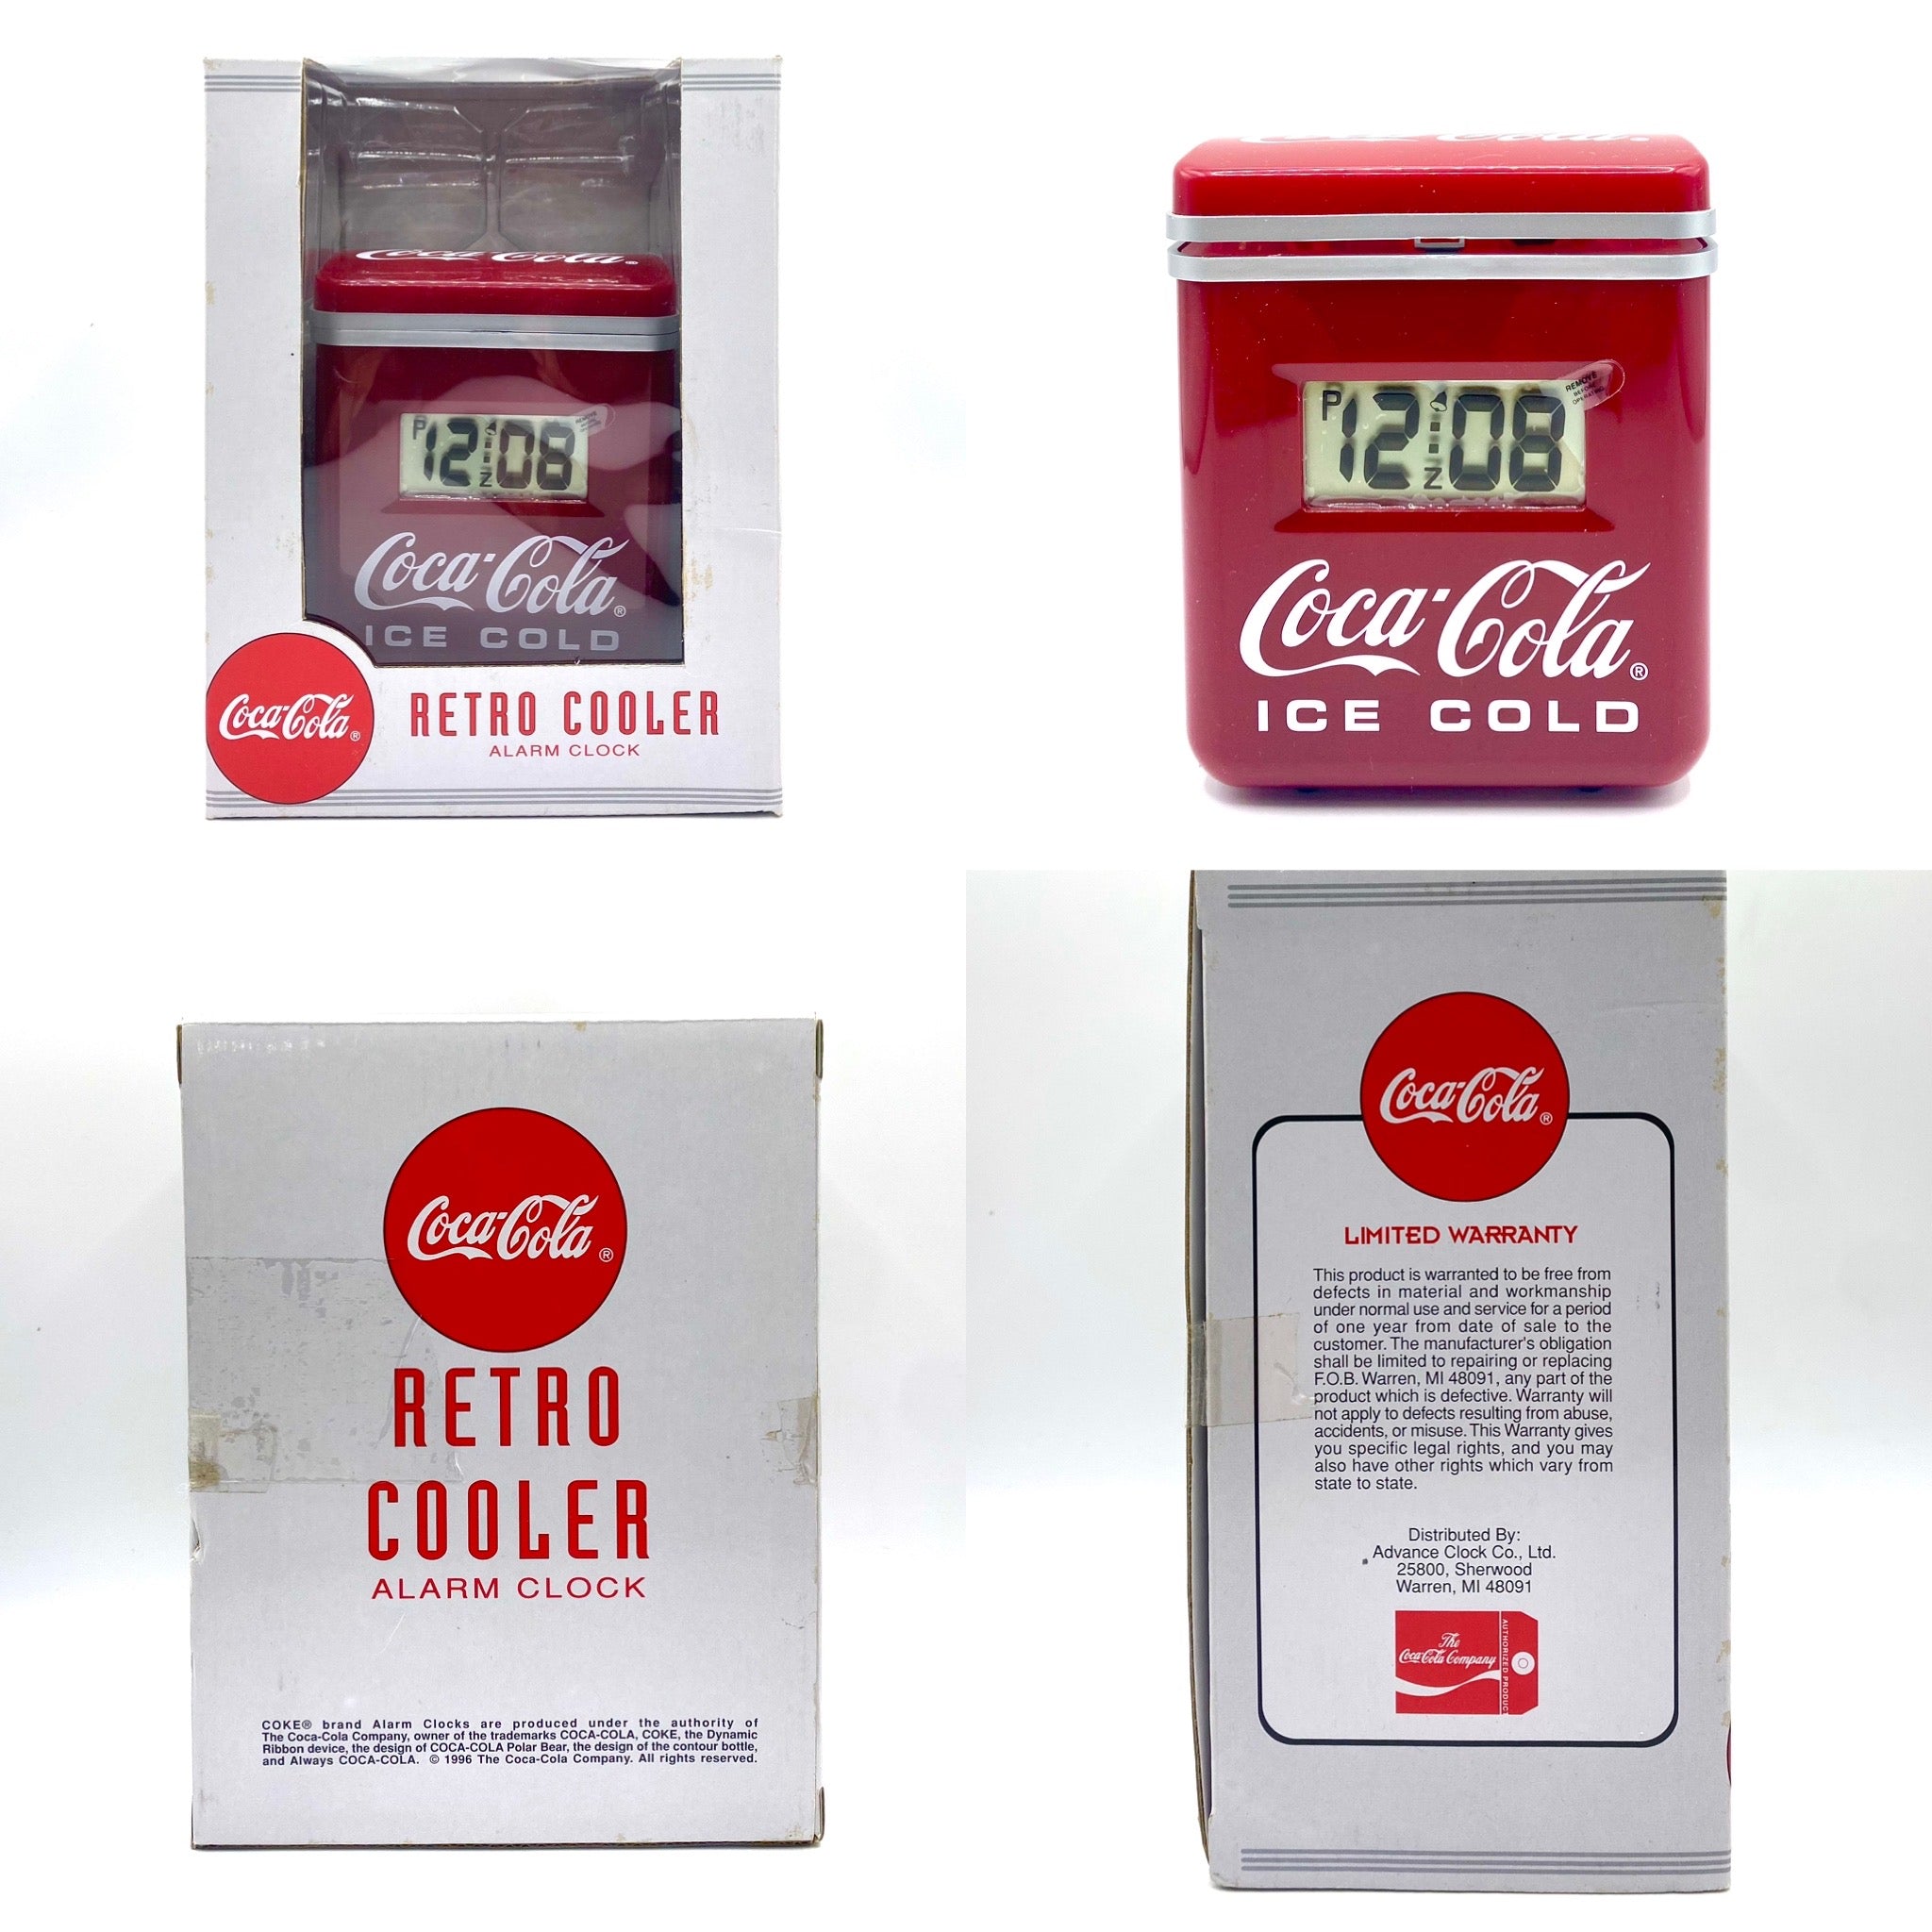 Coca-Cola
P 12:08 Z
REMOVE
BEFORE
OPERATING
Coca-Cola®
ICE COLD
Coca-Cola®
RETRO COOLER
ALARM CLOCK
Coca-Cola
P 12:08 Z
REMOVE
BEFORE
OPERATING
Coca-Cola®
ICE COLD
Coca-Cola®
RETRO
COOLER
ALARM CLOCK
COKE® brand Alarm Clocks are produced under the authority of
The Coca-Cola Company, owner of the trademarks COCA-COLA, COKE, the Dynamic
Ribbon device, the design of COCA-COLA Polar Bear, the design of the contour bottle,
and Always COCA-COLA. © 1996 The Coca-Cola Company. All rights reserved.
Coca-Cola®
LIMITED WARRANTY
This product is warranted to be free from
defects in material and workmanship
under normal use and service for a period
of one year from date of sale to the
customer. The manufacturer's obligation
shall be limited to repairing or replacing
F.O.B. Warren, MI 48091, any part of the
product which is defective. Warranty will
not apply to defects resulting from abuse,
accidents, or misuse. This Warranty gives
you specific legal rights, and you may
also have other rights which vary from
state to state.
Distributed By:
Advance Clock Co., Ltd.
25800, Sherwood
Warren, MI 48091
The
Coca-Cola Company
AUTHORIZED PRODUCT